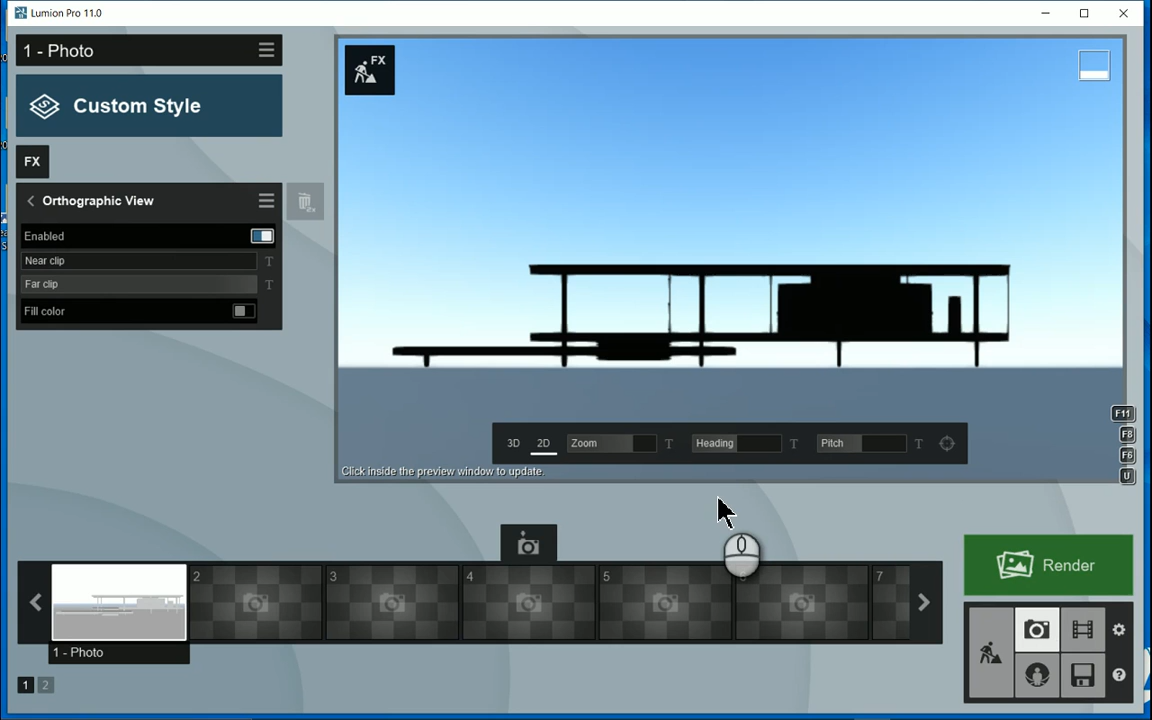 Lumion Pro 11.0
1 - Photo
Custom Style
FX
FX
Orthographic View
Enabled
Near clip T
Far clip T
Fill color
3D 2D Zoom T Heading T Pitch T
Click inside the preview window to update.
F11
F8
F6
U
Render
2 3 4 5 7
1 - Photo
1 2
?